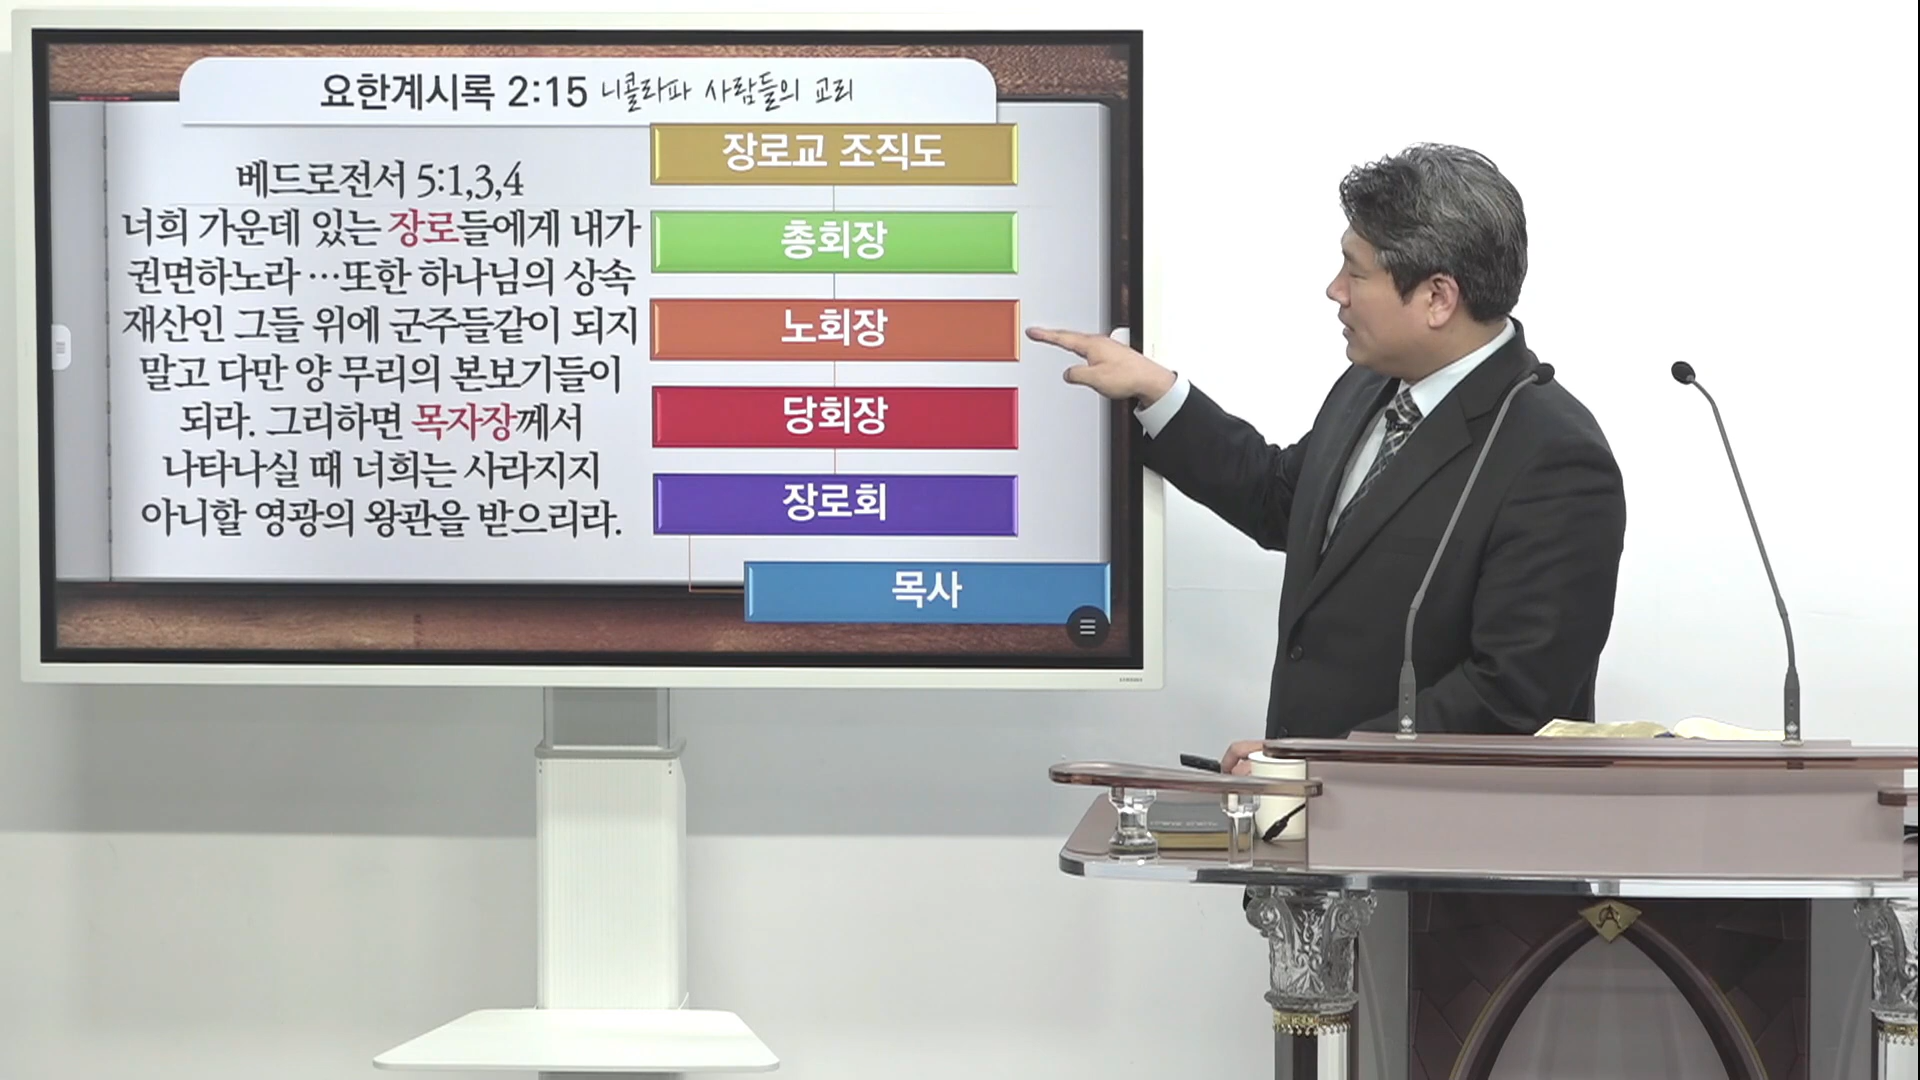 요한계시록 2:15 니콜라파 사람들의 교리
베드로전서 5:1,3,4
너희 가운데 있는 장로들에게 내가
권면하노라…또한 하나님의 상속
재산인 그들 위에 군주들같이 되지
말고 다만 양 무리의 본보기들이
되라. 그리하면 목자장께서
나타나실 때 너희는 사라지지
아니할 영광의 왕관을 받으리라.
장로교 조직도
총회장
노회장
당회장
장로회
목사